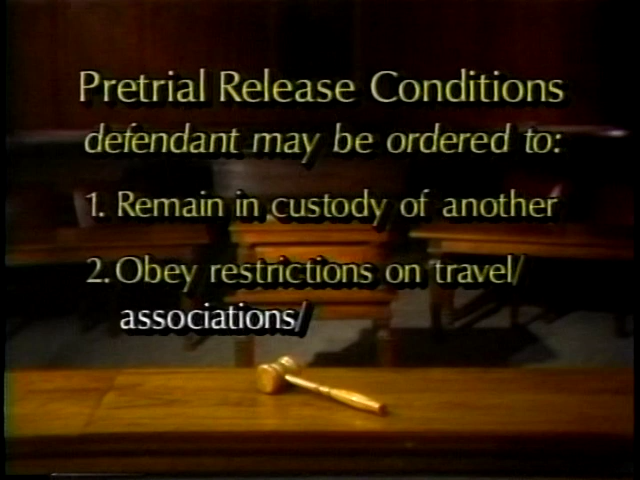 Pretrial Release Conditions
defendant may be ordered to:
1. Remain in custody of another
2. Obey restrictions on travel/
associations/